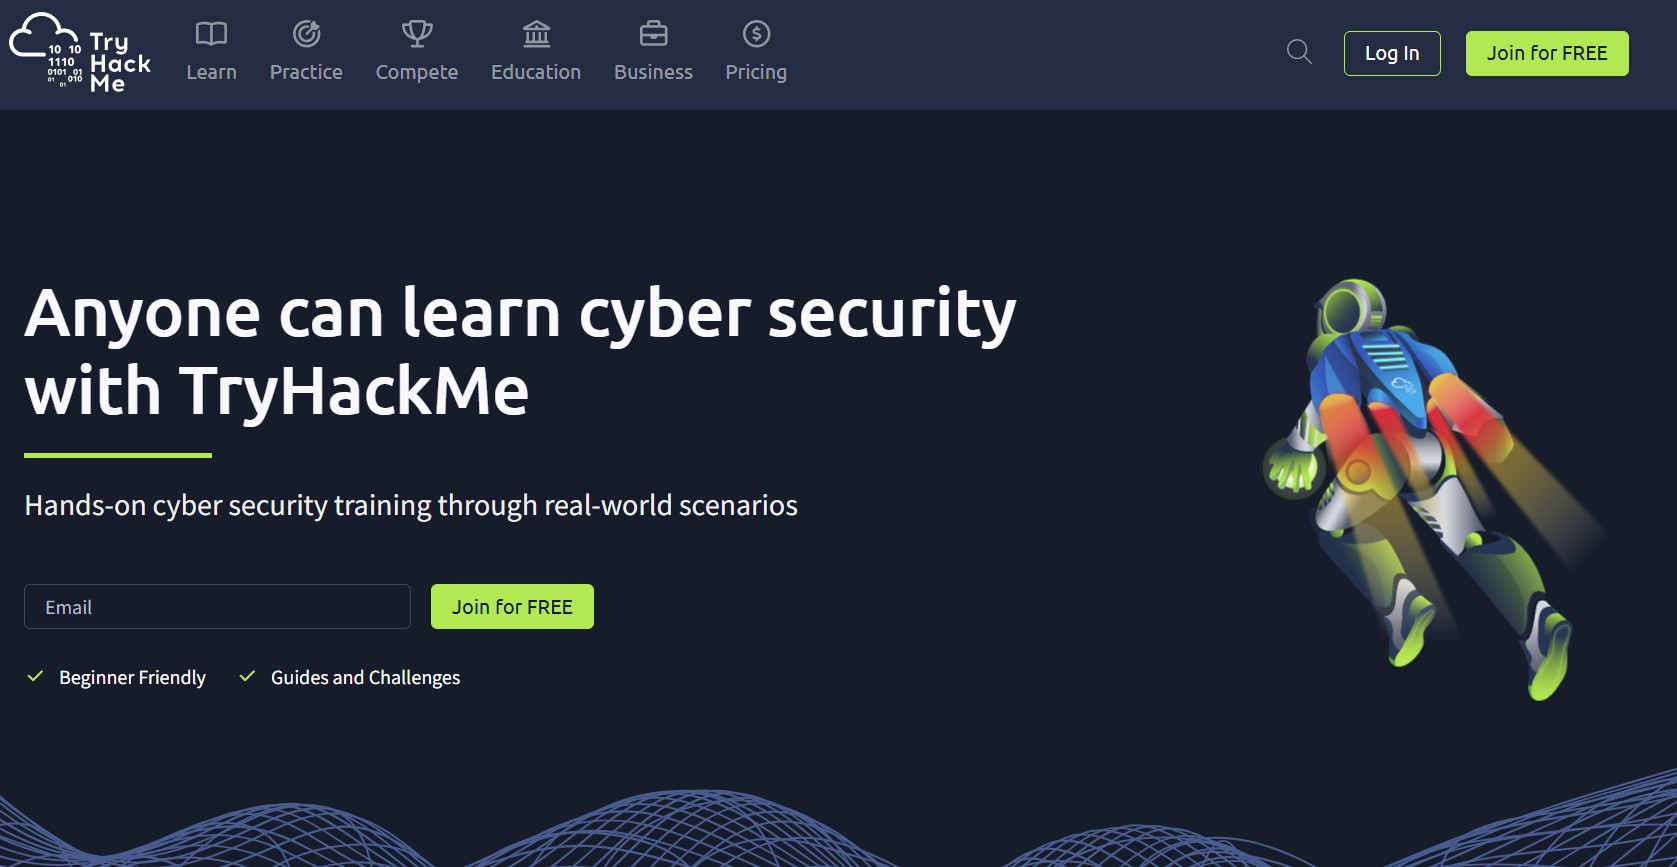 Try
Hack
Me
10 10
1110
0101 01
01 010
01
Learn
Practice
Compete
Education
Business
Pricing
Log In
Join for FREE
Anyone can learn cyber security
with TryHackMe
Hands-on cyber security training through real-world scenarios
Email
Join for FREE
Beginner Friendly
Guides and Challenges